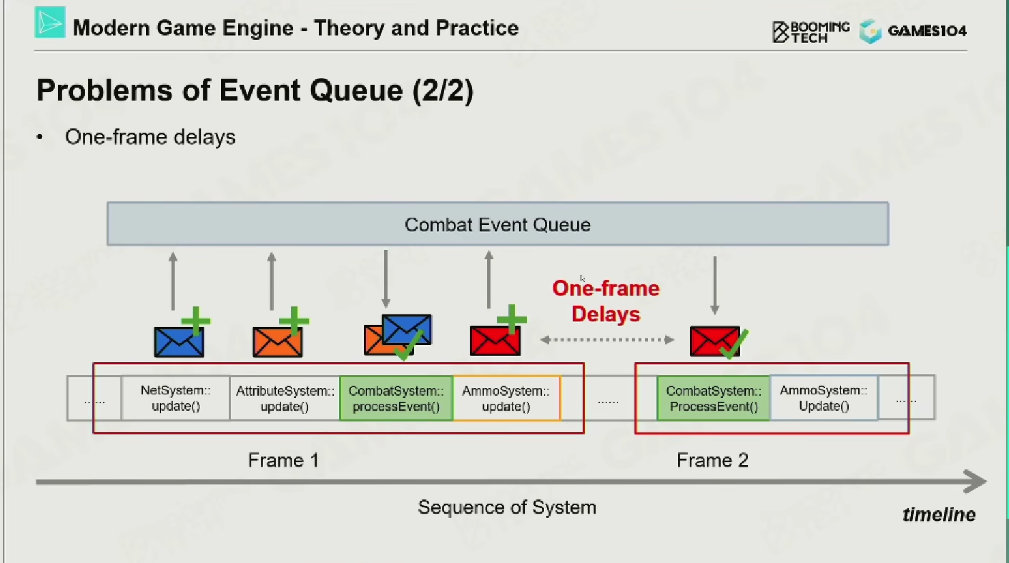 Modern Game Engine - Theory and Practice
BOOMING
TECH
GAMES104
Problems of Event Queue (2/2)
• One-frame delays
Combat Event Queue
One-frame
Delays
...... NetSystem:: AttributeSystem:: CombatSystem:: AmmoSystem:: ...... CombatSystem:: AmmoSystem:: ......
update() update() processEvent() update() ProcessEvent() Update()
Frame 1 Frame 2
Sequence of System
timeline